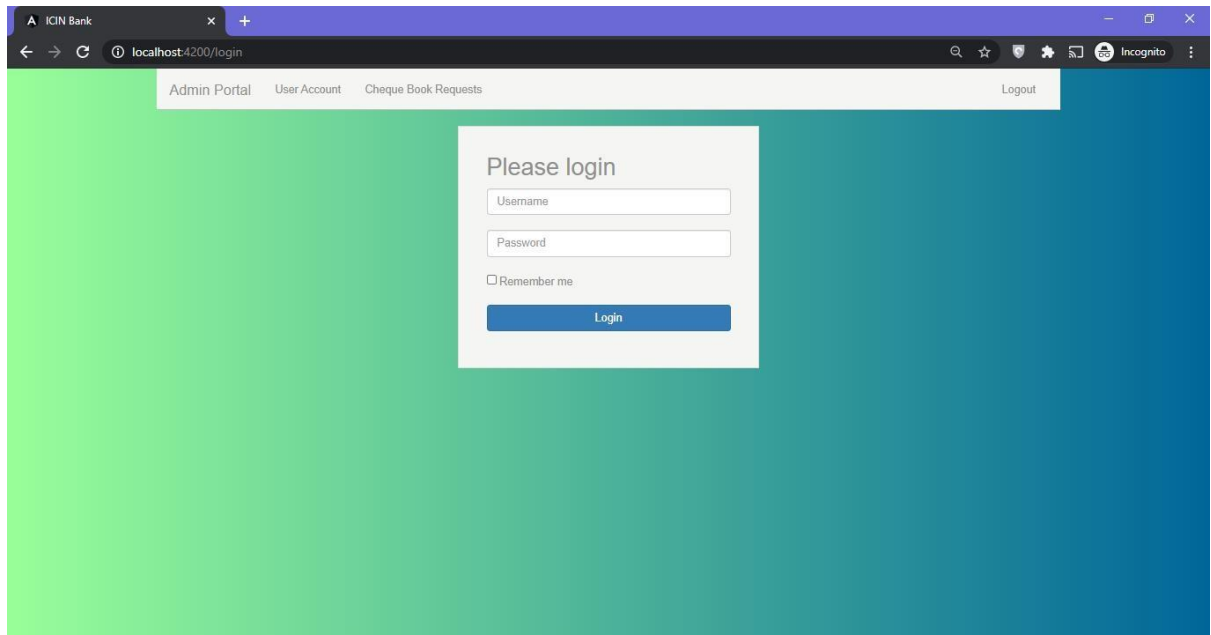 ICIN Bank
localhost:4200/login
Incognito
Admin Portal User Account Cheque Book Requests Logout
Please login
Username
Password
Remember me
Login